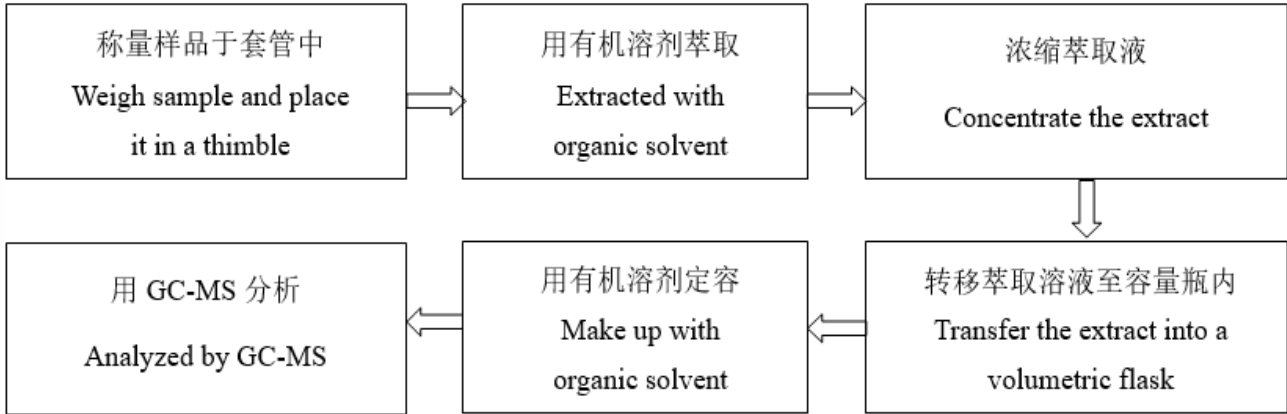 称量样品于套管中
Weigh sample and place
it in a thimble
用有机溶剂萃取
Extracted with
organic solvent
浓缩萃取液
Concentrate the extract
转移萃取溶液至容量瓶内
Transfer the extract into a
volumetric flask
用有机溶剂定容
Make up with
organic solvent
用 GC-MS 分析
Analyzed by GC-MS